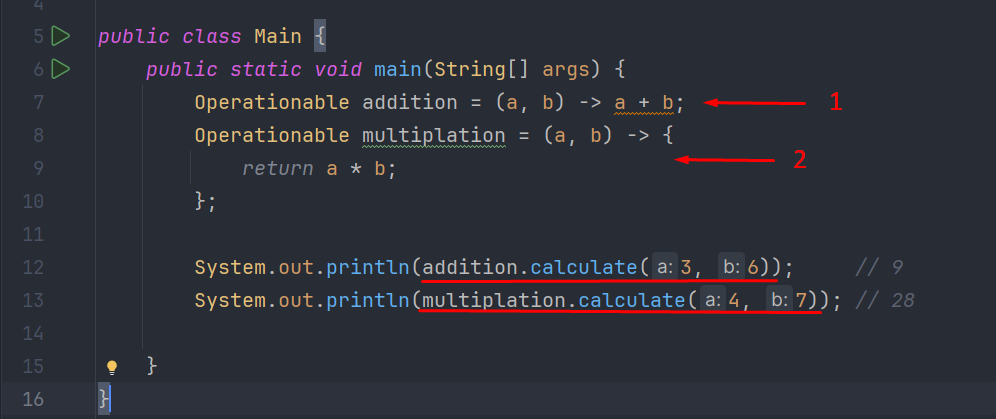 4
5 public class Main {
6 public static void main(String[] args) {
7 Operationable addition = (a, b) -> a + b; 1
8 Operationable multiplation = (a, b) -> {
2
9 return a * b;
10 };
11
12 System.out.println(addition.calculate( a: 3, b: 6)); // 9
13 System.out.println(multiplation.calculate( a: 4, b: 7)); // 28
14
15 }
16 }